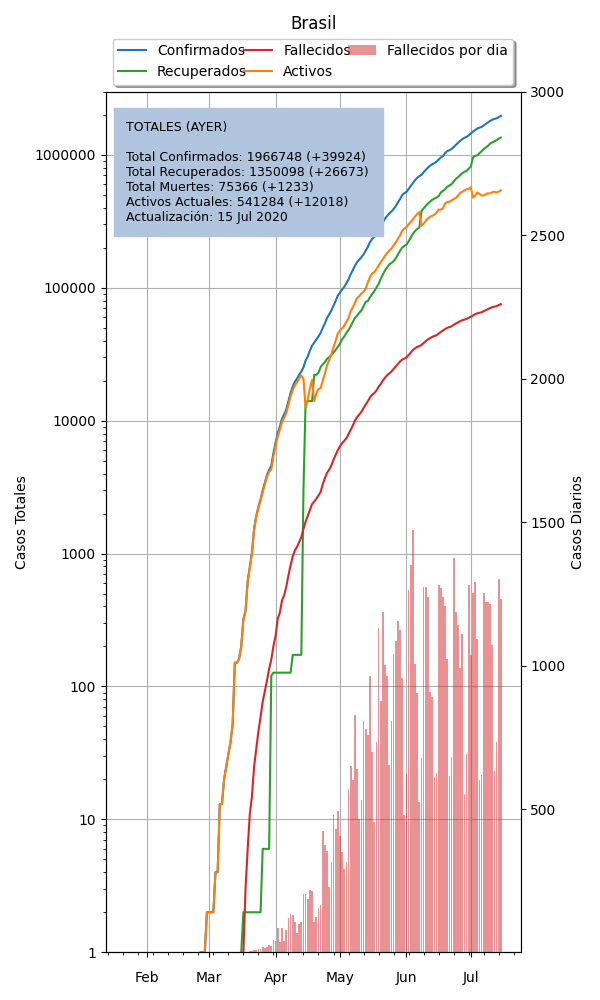 Brasil
Confirmados Fallecidos Fallecidos por dia
Recuperados Activos
TOTALES (AYER)
Total Confirmados: 1966748 (+39924)
Total Recuperados: 1350098 (+26673)
Total Muertes: 75366 (+1233)
Activos Actuales: 541284 (+12018)
Actualización: 15 Jul 2020
Casos Totales
1000000
100000
10000
1000
100
10
1
3000
2500
2000
1500
1000
500
Casos Diarios
Feb Mar Apr May Jun Jul